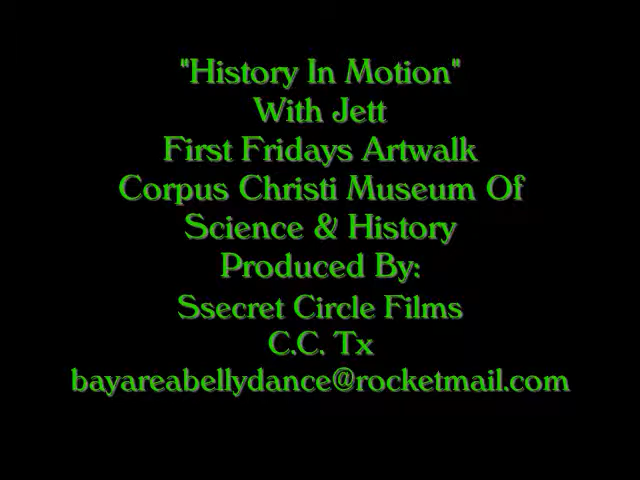 "History In Motion"
With Jett
First Fridays Artwalk
Corpus Christi Museum Of
Science & History
Produced By:
Ssecret Circle Films
C.C. Tx
bayareabellydance@rocketmail.com